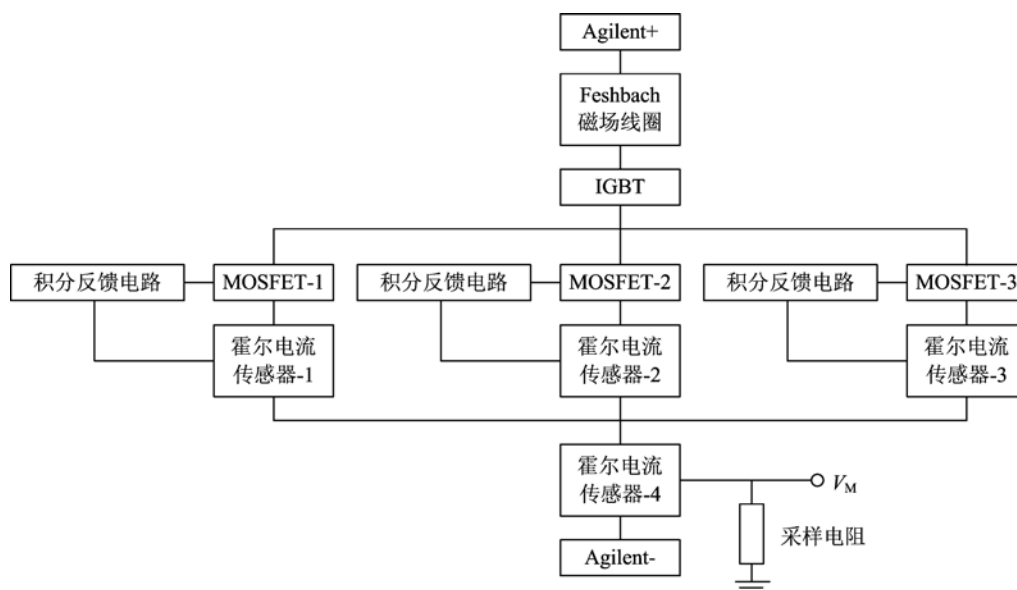 Agilent+
Feshbach
磁场线圈
IGBT
积分反馈电路
MOSFET-1
积分反馈电路
MOSFET-2
积分反馈电路
MOSFET-3
霍尔电流
传感器-1
霍尔电流
传感器-2
霍尔电流
传感器-3
霍尔电流
传感器-4
VM
采样电阻
Agilent-